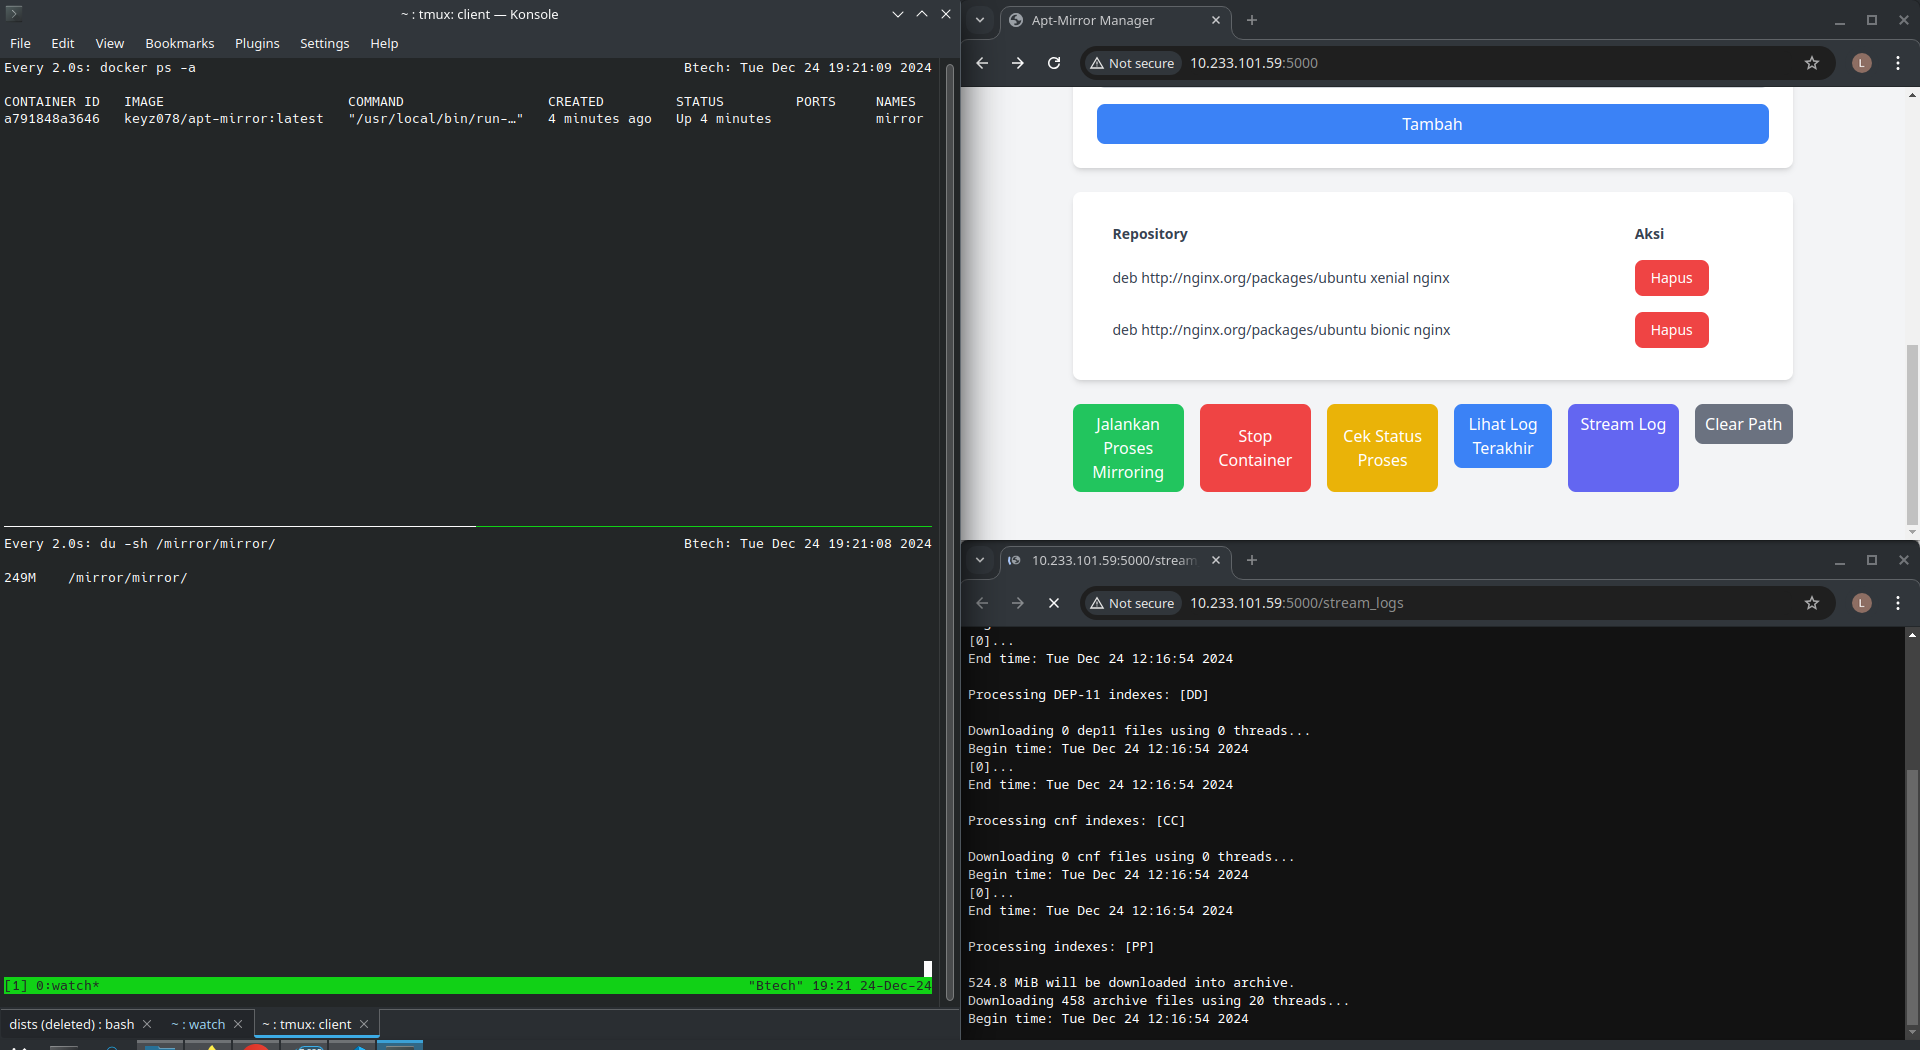 ~ : tmux: client — Konsole
File Edit View Bookmarks Plugins Settings Help
Every 2.0s: docker ps -a Btech: Tue Dec 24 19:21:09 2024
CONTAINER ID IMAGE COMMAND CREATED STATUS PORTS NAMES
a791848a3646 keyz078/apt-mirror:latest "/usr/local/bin/run-…" 4 minutes ago Up 4 minutes mirror
Every 2.0s: du -sh /mirror/mirror/ Btech: Tue Dec 24 19:21:08 2024
249M /mirror/mirror/
[1] 0:watch* "Btech" 19:21 24-Dec-24
dists (deleted) : bash ~ : watch ~ : tmux: client
Apt-Mirror Manager
Not secure 10.233.101.59:5000 L
Tambah
Repository Aksi
deb http://nginx.org/packages/ubuntu xenial nginx Hapus
deb http://nginx.org/packages/ubuntu bionic nginx Hapus
Jalankan
Proses
Mirroring
Stop
Container
Cek Status
Proses
Lihat Log
Terakhir
Stream Log
Clear Path
10.233.101.59:5000/stream
Not secure 10.233.101.59:5000/stream_logs L
[0]...
End time: Tue Dec 24 12:16:54 2024
Processing DEP-11 indexes: [DD]
Downloading 0 dep11 files using 0 threads...
Begin time: Tue Dec 24 12:16:54 2024
[0]...
End time: Tue Dec 24 12:16:54 2024
Processing cnf indexes: [CC]
Downloading 0 cnf files using 0 threads...
Begin time: Tue Dec 24 12:16:54 2024
[0]...
End time: Tue Dec 24 12:16:54 2024
Processing indexes: [PP]
524.8 MiB will be downloaded into archive.
Downloading 458 archive files using 20 threads...
Begin time: Tue Dec 24 12:16:54 2024